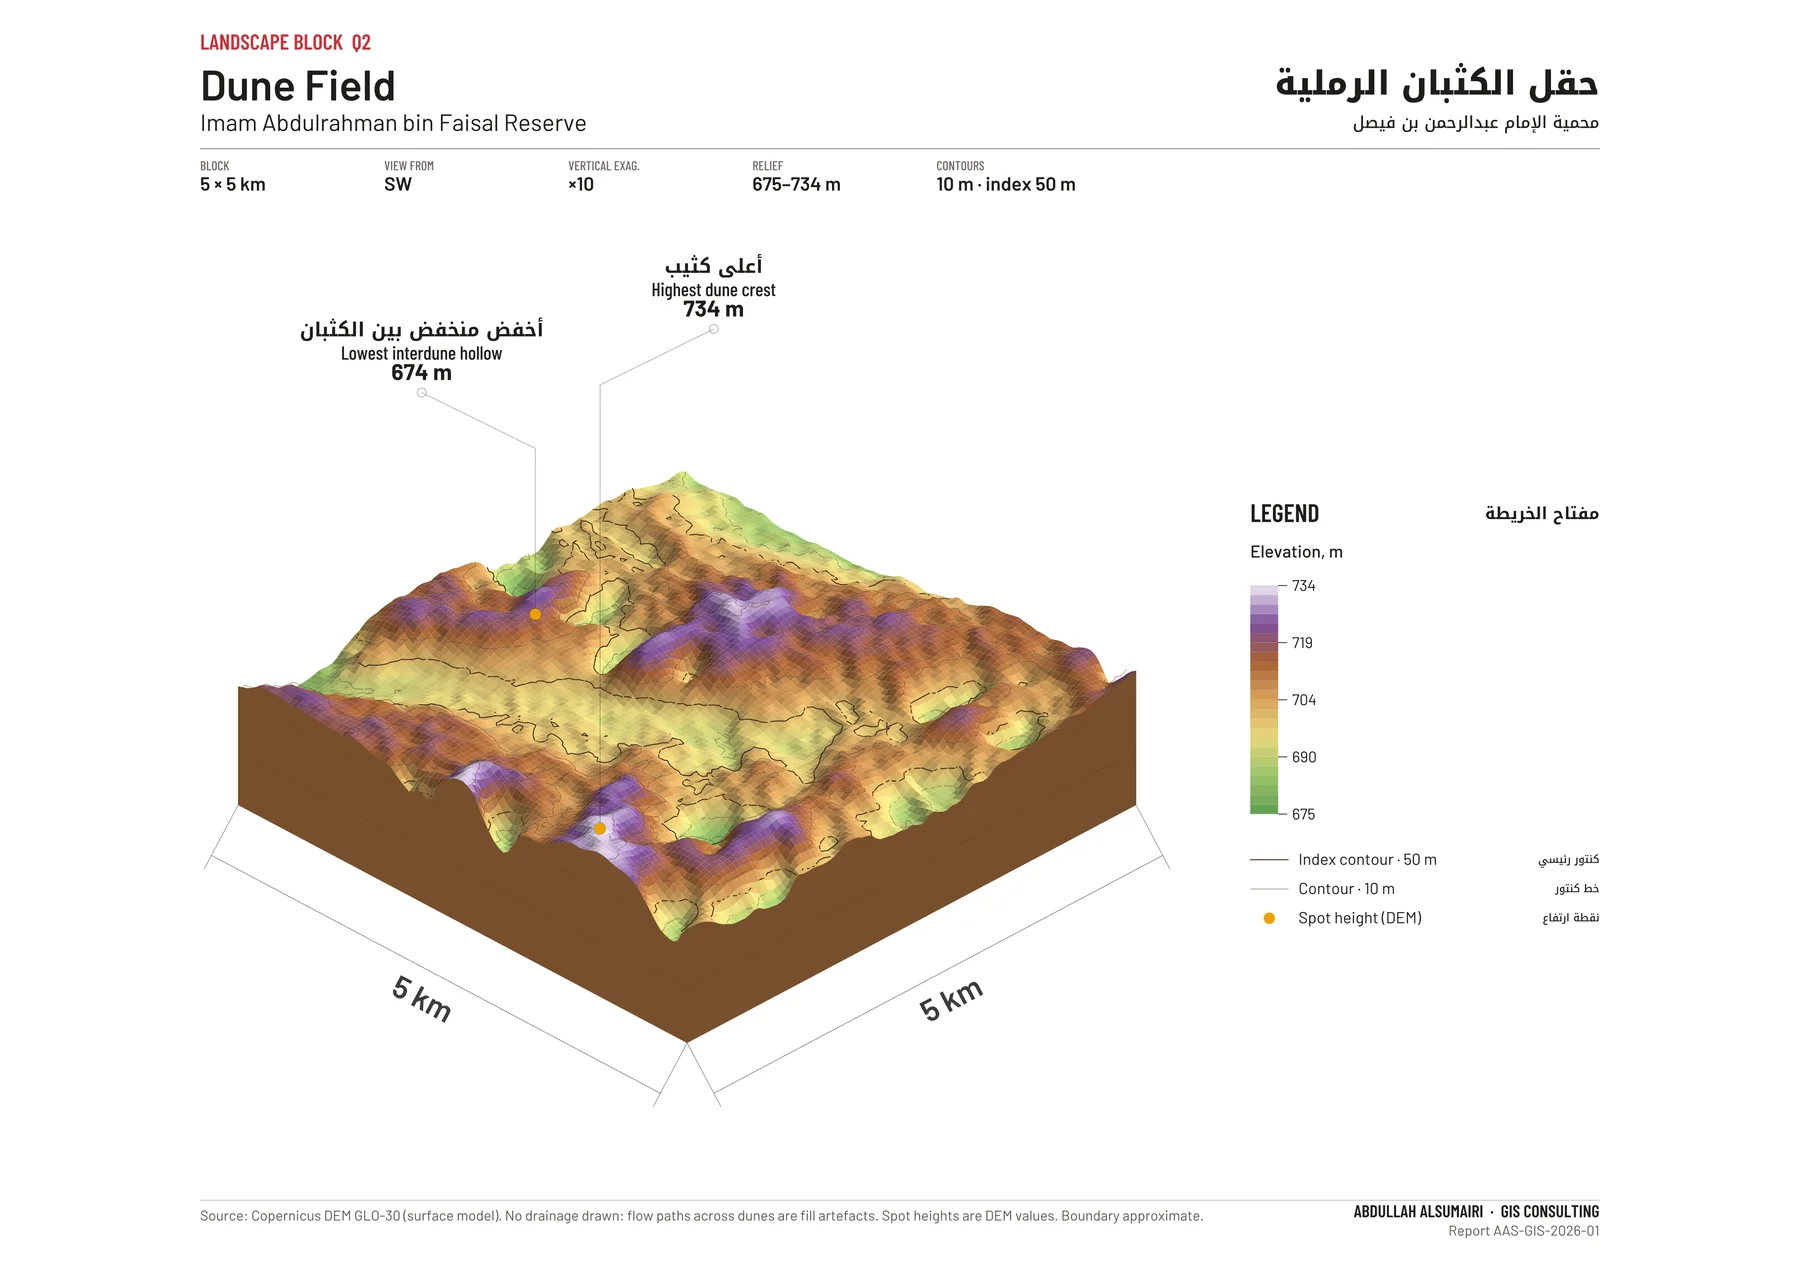 LANDSCAPE BLOCK Q2
Dune Field
حقل الكثبان الرملية
Imam Abdulrahman bin Faisal Reserve
محمية الإمام عبدالرحمن بن فيصل
BLOCK
5 × 5 km
VIEW FROM
SW
VERTICAL EXAG.
×10
RELIEF
675–734 m
CONTOURS
10 m · index 50 m
أعلى كثيب
Highest dune crest
734 m
أخفض منخفض بين الكثبان
Lowest interdune hollow
674 m
LEGEND
مفتاح الخريطة
Elevation, m
734
719
704
690
675
Index contour · 50 m
كنتور رئيسي
Contour · 10 m
خط كنتور
Spot height (DEM)
نقطة ارتفاع
5 km
5 km
Source: Copernicus DEM GLO-30 (surface model). No drainage drawn: flow paths across dunes are fill artefacts. Spot heights are DEM values. Boundary approximate.
ABDULLAH ALSUMAIRI · GIS CONSULTING
Report AAS-GIS-2026-01